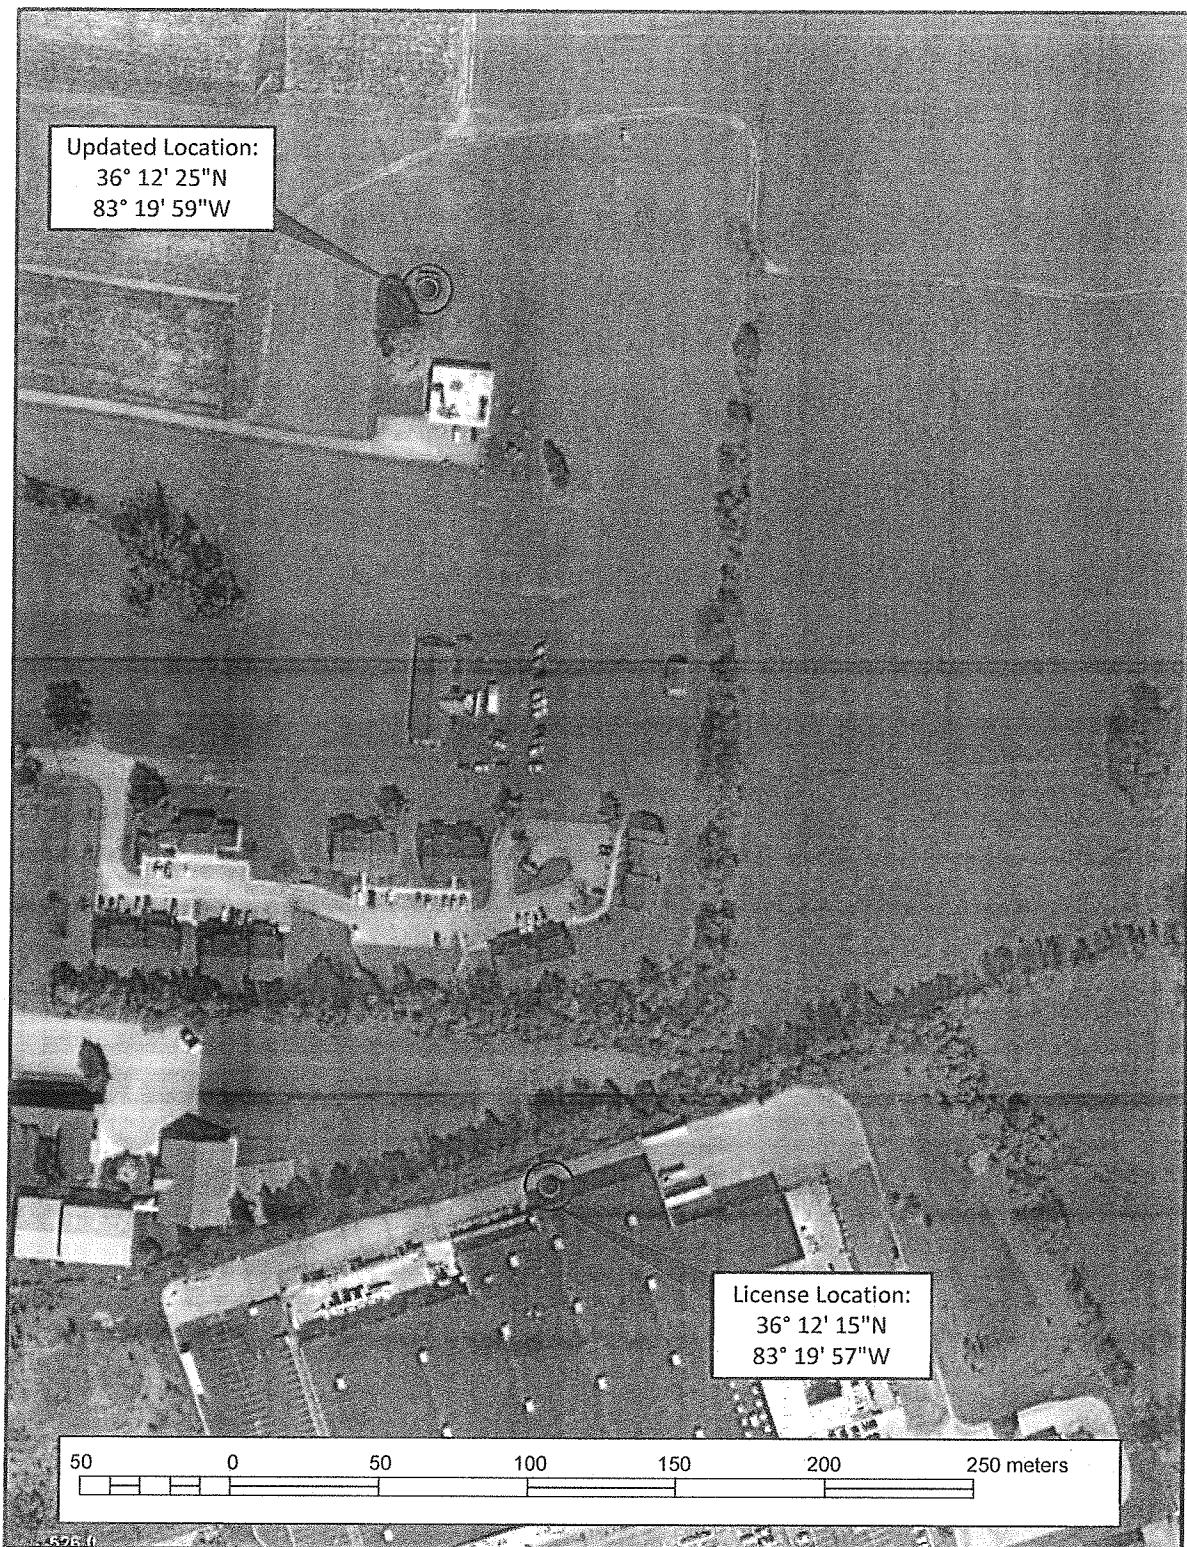 Updated Location:
36° 12' 25"N
83° 19' 59"W
License Location:
36° 12' 15"N
83° 19' 57"W
50 0 50 100 150 200 250 meters